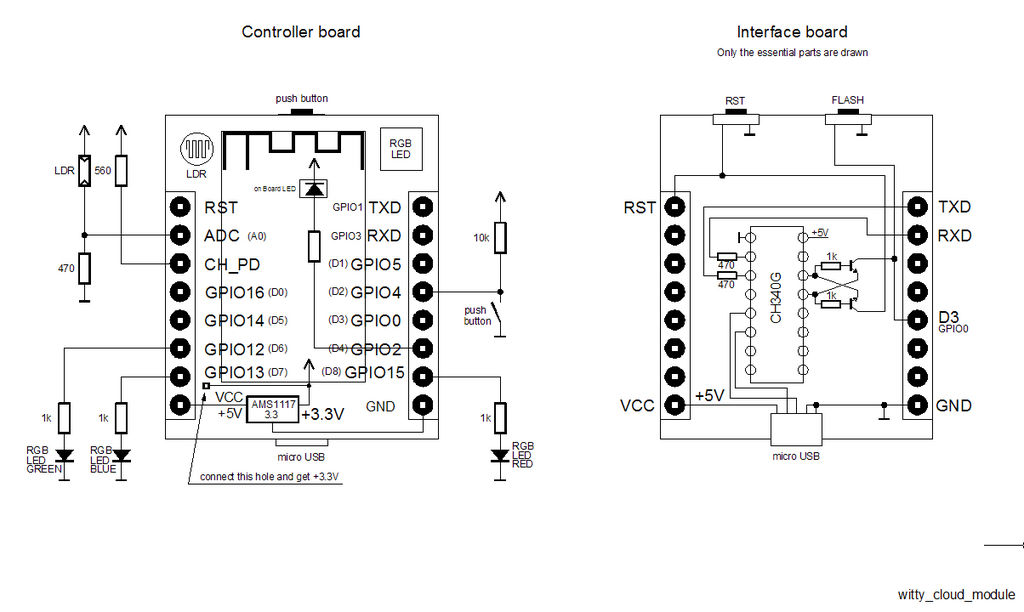 Controller board
Interface board
Only the essential parts are drawn
push button
RST
FLASH
RGB
LED
LDR
LDR
560
on Board LED
RST
GPIO1
TXD
ADC
(A0)
GPIO3
RXD
10k
CH_PD
(D1)
GPIO5
470
GPIO16
(D0)
(D2)
GPIO4
GPIO14
(D5)
(D3)
GPIO0
push
button
GPIO12
(D6)
(D4)
GPIO2
GPIO13
(D7)
(D8)
GPIO15
VCC
+5V
AMS1117
3.3
+3.3V
GND
1k
1k
1k
RGB
LED
GREEN
RGB
LED
BLUE
RGB
LED
RED
micro USB
connect this hole and get +3.3V
RST
TXD
+5V
RXD
470
470
1k
1k
CH340G
D3
GPIO0
VCC
+5V
GND
micro USB
witty_cloud_module